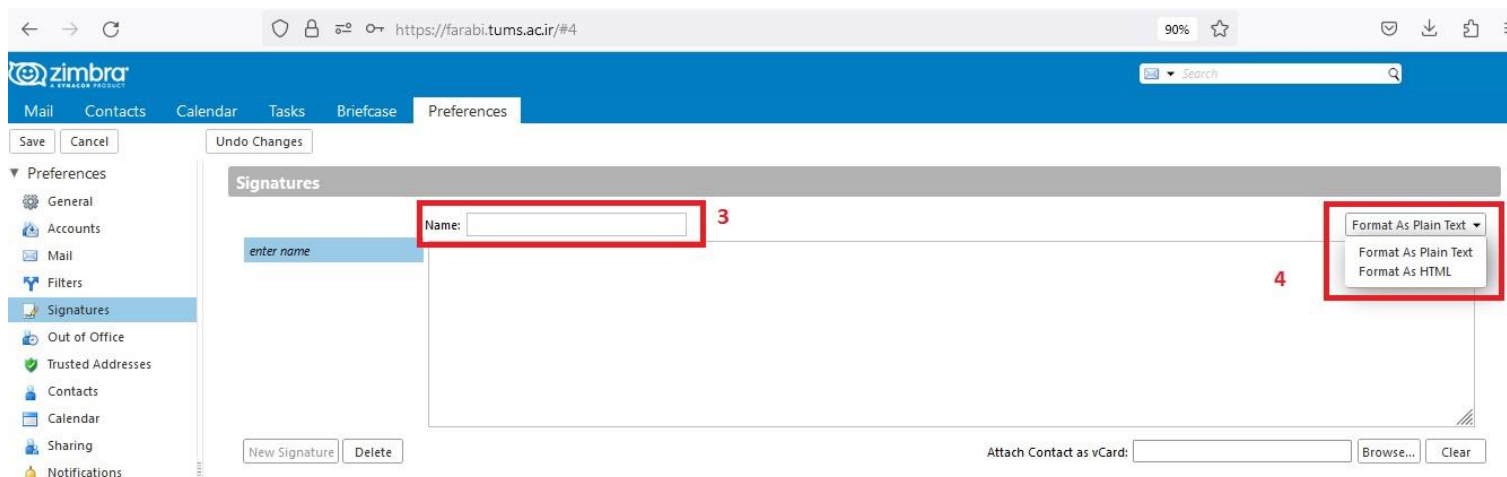 https://farabi.tums.ac.ir/#4 90%
zimbra Search
A SYNACOR PRODUCT
Mail Contacts Calendar Tasks Briefcase Preferences
Save Cancel Undo Changes
Preferences
Signatures
General
Accounts
Mail
Filters
Signatures
Out of Office
Trusted Addresses
Contacts
Calendar
Sharing
Notifications
Name: 3
enter name
Format As Plain Text
Format As Plain Text
Format As HTML
4
New Signature Delete Attach Contact as vCard: Browse... Clear